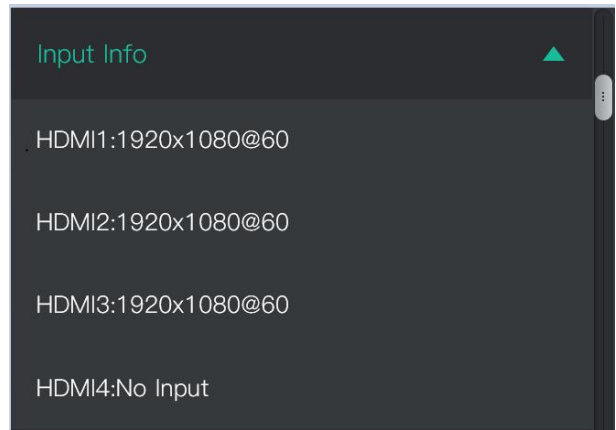 Input Info
HDMI1:1920x1080@60
HDMI2:1920x1080@60
HDMI3:1920x1080@60
HDMI4:No Input